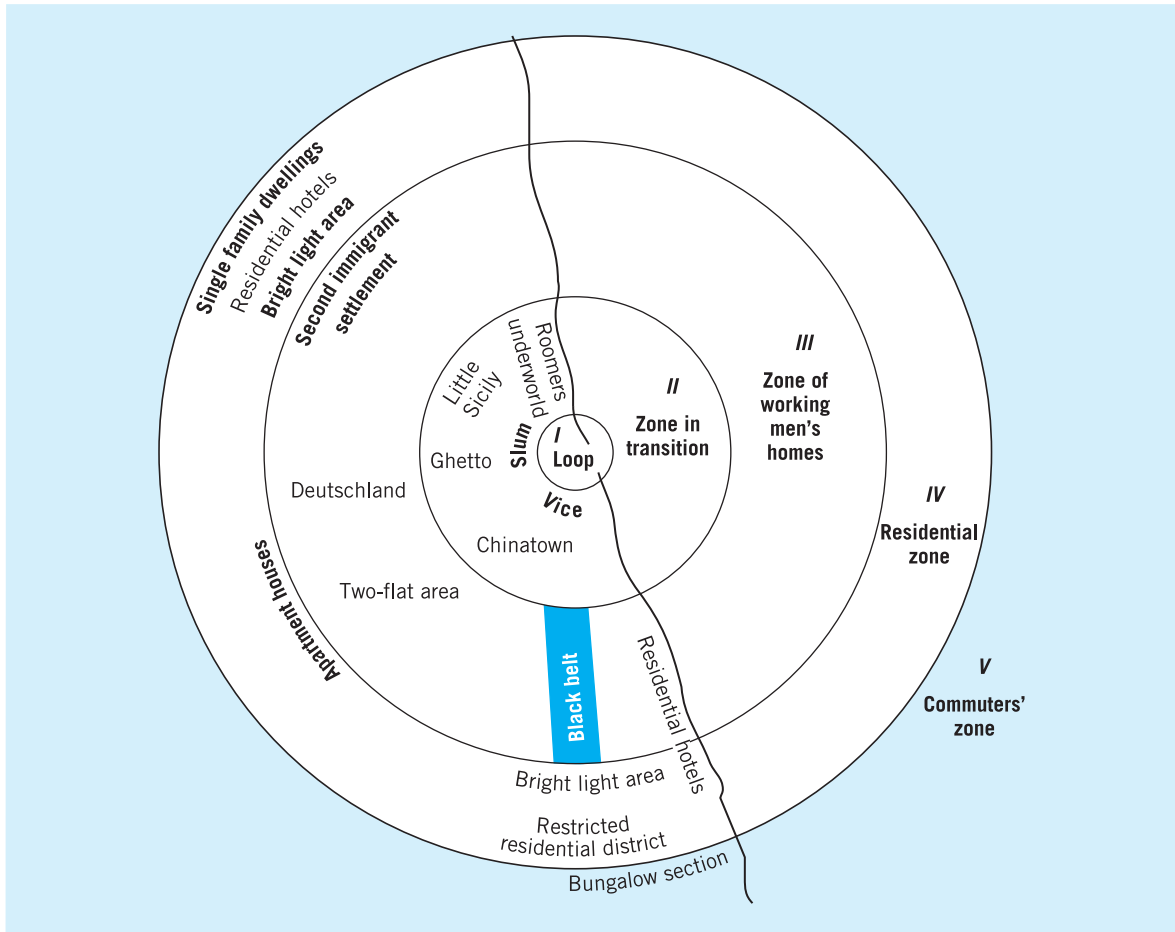 Single family dwellings
Residential hotels
Bright light area
Second immigrant
settlement
Roomers
underworld
Little
Sicily
Slum
Ghetto
I
Loop
Vice
Chinatown
II
Zone in
transition
III
Zone of
working
men's
homes
Deutschland
Two-flat area
Apartment houses
Black belt
Residential hotels
IV
Residential
zone
V
Commuters'
zone
Bright light area
Restricted
residential district
Bungalow section